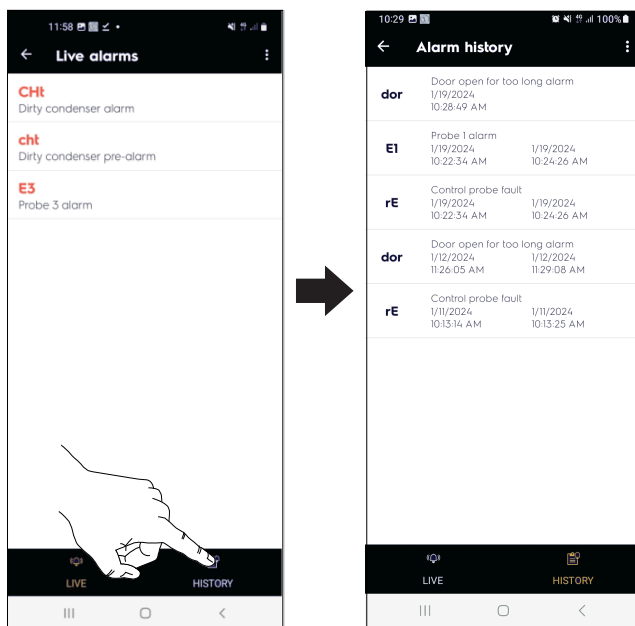 11:58
Live alarms
CHt
Dirty condenser alarm
cht
Dirty condenser pre-alarm
E3
Probe 3 alarm
LIVE HISTORY
10:29 100%
Alarm history
Door open for too long alarm
dor 1/19/2024
10:28:49 AM
Probe 1 alarm
E1 1/19/2024 1/19/2024
10:22:34 AM 10:24:26 AM
Control probe fault
rE 1/19/2024 1/19/2024
10:22:34 AM 10:24:26 AM
Door open for too long alarm
dor 1/12/2024 1/12/2024
11:26:05 AM 11:29:08 AM
Control probe fault
rE 1/11/2024 1/11/2024
10:13:14 AM 10:13:25 AM
LIVE HISTORY